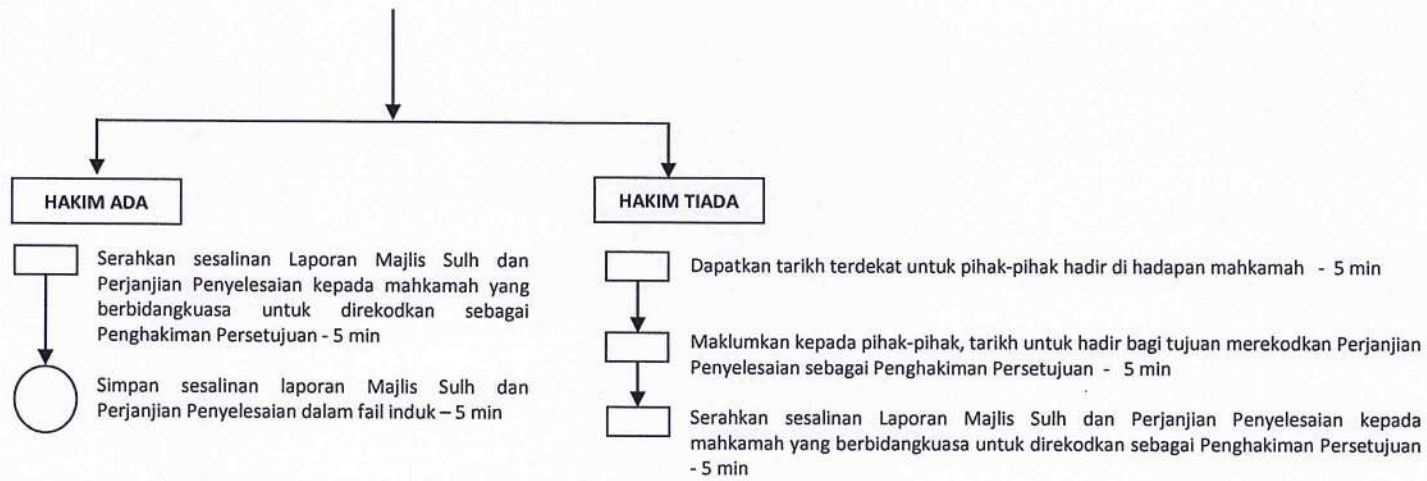 HAKIM ADA
Serahkan sesalinan Laporan Majlis Sulh dan
Perjanjian Penyelesaian kepada mahkamah yang
berbidangkuasa untuk direkodkan sebagai
Penghakiman Persetujuan - 5 min
Simpan sesalinan laporan Majlis Sulh dan
Perjanjian Penyelesaian dalam fail induk – 5 min
HAKIM TIADA
Dapatkan tarikh terdekat untuk pihak-pihak hadir di hadapan mahkamah - 5 min
Maklumkan kepada pihak-pihak, tarikh untuk hadir bagi tujuan merekodkan Perjanjian
Penyelesaian sebagai Penghakiman Persetujuan - 5 min
Serahkan sesalinan Laporan Majlis Sulh dan Perjanjian Penyelesaian kepada
mahkamah yang berbidangkuasa untuk direkodkan sebagai Penghakiman Persetujuan
- 5 min